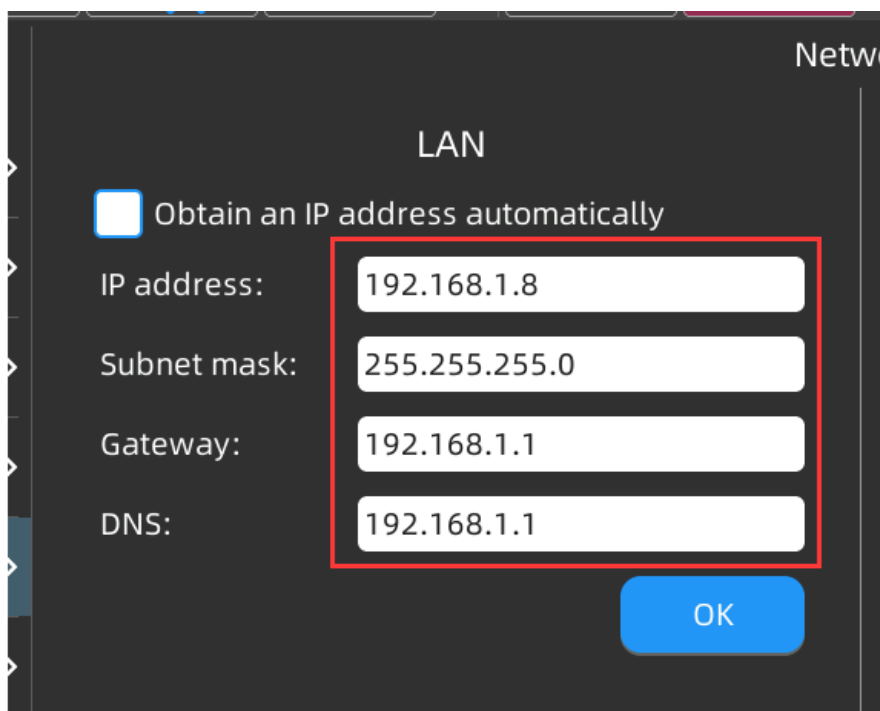 Netw
LAN
Obtain an IP address automatically
IP address: 192.168.1.8
Subnet mask: 255.255.255.0
Gateway: 192.168.1.1
DNS: 192.168.1.1
OK